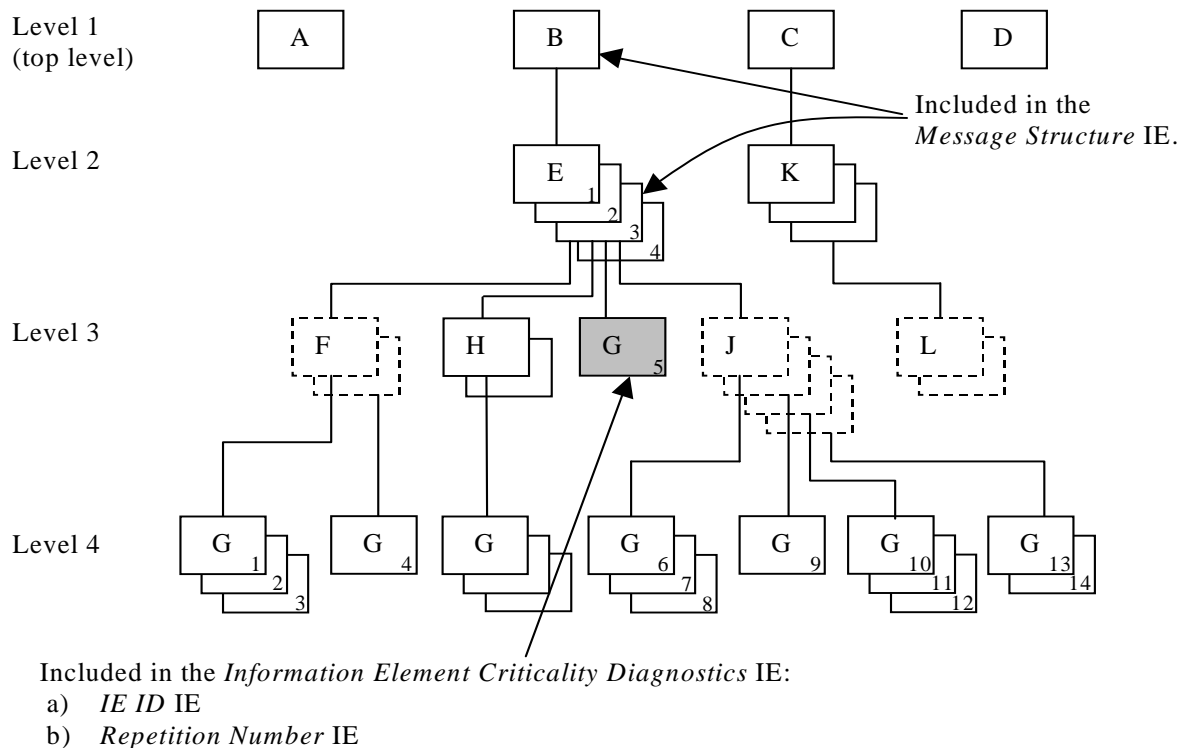 Level 1
(top level)
A
B
C
D
Included in the
Message Structure IE.
Level 2
E
1
2
3
4
K
Level 3
F
H
G
5
J
L
Level 4
G
1
2
3
G
4
G
G
6
7
8
G
9
G
10
11
12
G
13
14
Included in the Information Element Criticality Diagnostics IE:
a) IE ID IE
b) Repetition Number IE